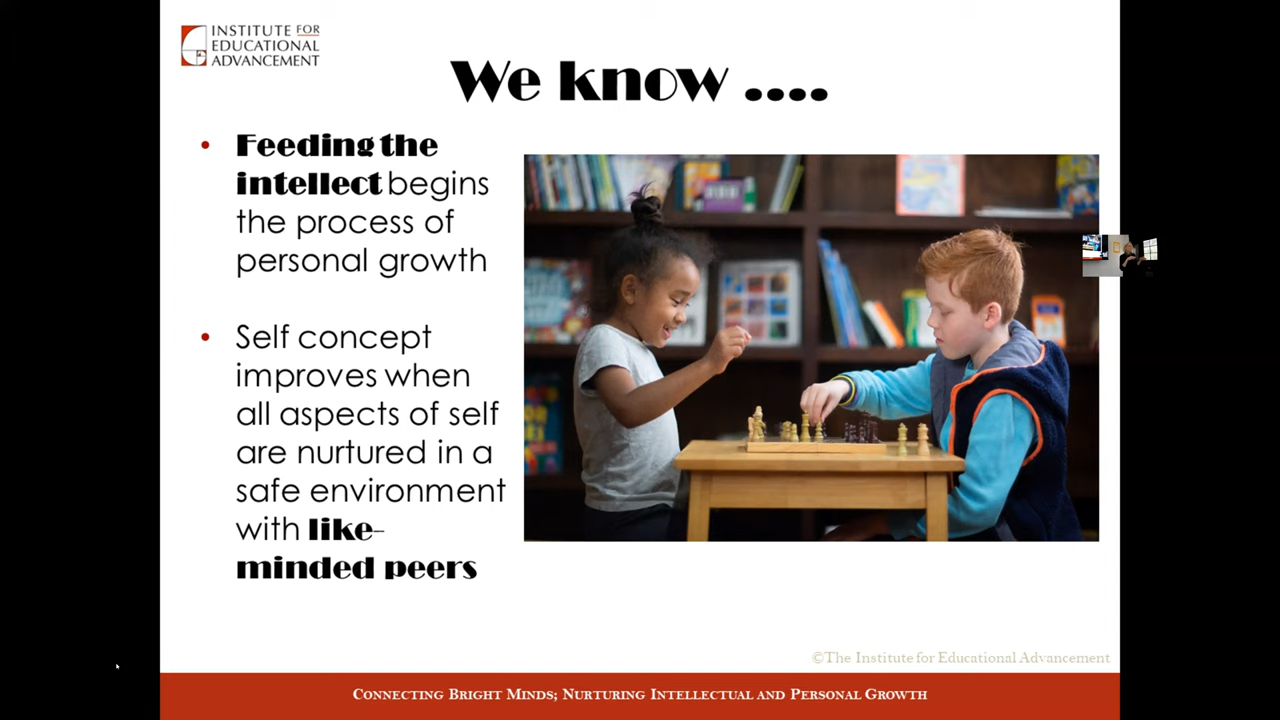 INSTITUTE FOR
EDUCATIONAL
ADVANCEMENT
We know ....
• Feeding the
intellect begins
the process of
personal growth
• Self concept
improves when
all aspects of self
are nurtured in a
safe environment
with like-
minded peers
©The Institute for Educational Advancement
Connecting Bright Minds; Nurturing Intellectual and Personal Growth